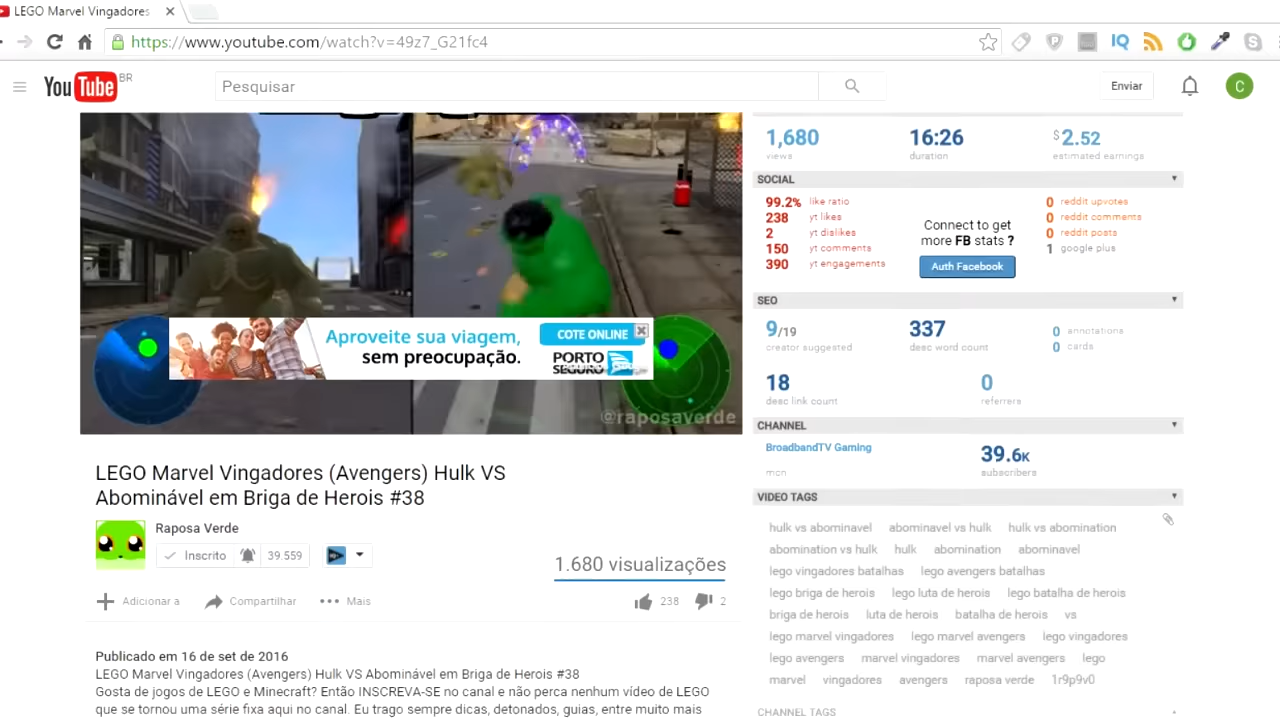 LEGO Marvel Vingadores
https://www.youtube.com/watch?v=49z7_G21fc4
IQ
YouTube BR
Pesquisar
Enviar
C
Aproveite sua viagem,
sem preocupação.
COTE ONLINE
PORTO
SEGURO
@raposaverde
LEGO Marvel Vingadores (Avengers) Hulk VS
Abominável em Briga de Herois #38
Raposa Verde
Inscrito 39 559
1.680 visualizações
Adicionar a Compartilhar Mais 238 2
Publicado em 16 de set de 2016
LEGO Marvel Vingadores (Avengers) Hulk VS Abominável em Briga de Herois #38
Gosta de jogos de LEGO e Minecraft? Então INSCREVA-SE no canal e não perca nenhum vídeo de LEGO
que se tornou uma série fixa aqui no canal. Eu trago sempre dicas, detonados, guias, entre muito mais
1,680 16:26 $2.52
views duration estimated earnings
SOCIAL
99.2% like ratio
238 yt likes
2 yt dislikes
150 yt comments
390 yt engagements
Connect to get
more FB stats ?
Auth Facebook
0 reddit upvotes
0 reddit comments
0 reddit posts
1 google plus
SEO
9/19 337 0 annotations
creator suggested desc word count 0 cards
18 0
desc link count referrers
CHANNEL
BroadbandTV Gaming 39.6K
mcn subscribers
VIDEO TAGS
hulk vs abominavel abominavel vs hulk hulk vs abomination
abomination vs hulk hulk abomination abominavel
lego vingadores batalhas lego avengers batalhas
lego briga de herois lego luta de herois lego batalha de herois
briga de herois luta de herois batalha de herois vs
lego marvel vingadores lego marvel avengers lego vingadores
lego avengers marvel vingadores marvel avengers lego
marvel vingadores avengers raposa verde 1r9p9v0
CHANNEL TAGS